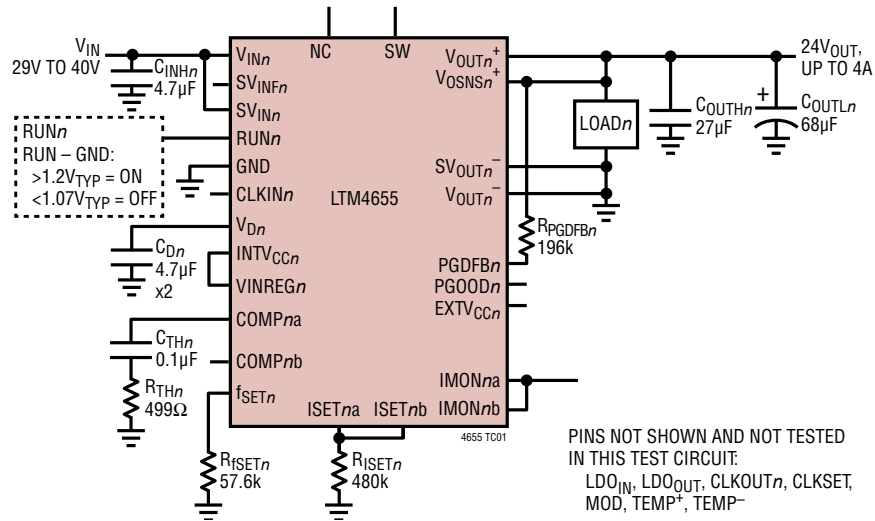 NC
SW
V_IN
29V TO 40V
C_INHn
4.7µF
V_INn
SV_INFn
SV_INn
RUNn
GND
CLKINn
V_Dn
INTV_CCn
VINREGn
COMPna
COMPnb
f_SETn
RUNn
RUN – GND:
>1.2V_TYP = ON
<1.07V_TYP = OFF
C_Dn
4.7µF
x2
C_THn
0.1µF
R_THn
499Ω
R_fSETn
57.6k
LTM4655
ISETna
ISETnb
R_ISETn
480k
V_OUTn⁺
V_OSNSn⁺
SV_OUTn⁻
V_OUTn⁻
PGDFBn
PGOODn
EXTV_CCn
IMONna
IMONnb
4655 TC01
LOADn
R_PGDFBn
196k
C_OUTHn
27µF
+
C_OUTLn
68µF
24V_OUT,
UP TO 4A
PINS NOT SHOWN AND NOT TESTED
IN THIS TEST CIRCUIT:
LDO_IN, LDO_OUT, CLKOUTn, CLKSET,
MOD, TEMP⁺, TEMP⁻